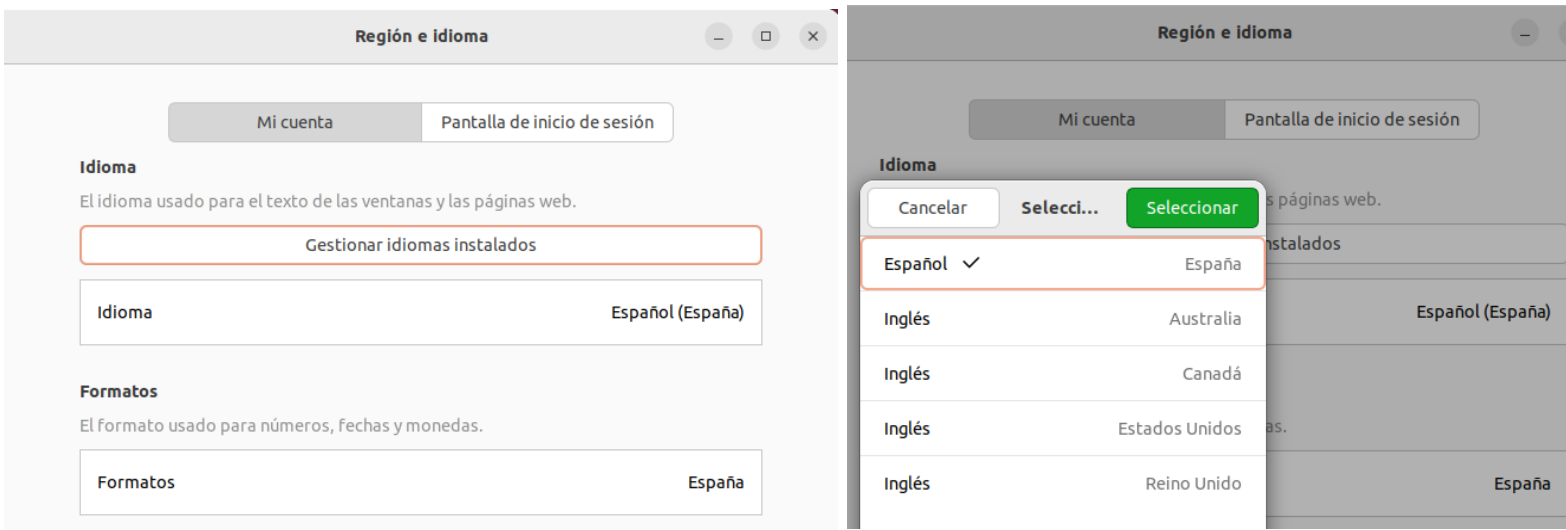 Región e idioma
Mi cuenta
Pantalla de inicio de sesión
Idioma
El idioma usado para el texto de las ventanas y las páginas web.
Gestionar idiomas instalados
Idioma
Español (España)
Formatos
El formato usado para números, fechas y monedas.
Formatos
España
Región e idioma
Mi cuenta
Pantalla de inicio de sesión
Idioma
s páginas web.
nstalados
Español (España)
as.
España
Cancelar
Selecci...
Seleccionar
Español
España
Inglés
Australia
Inglés
Canadá
Inglés
Estados Unidos
Inglés
Reino Unido